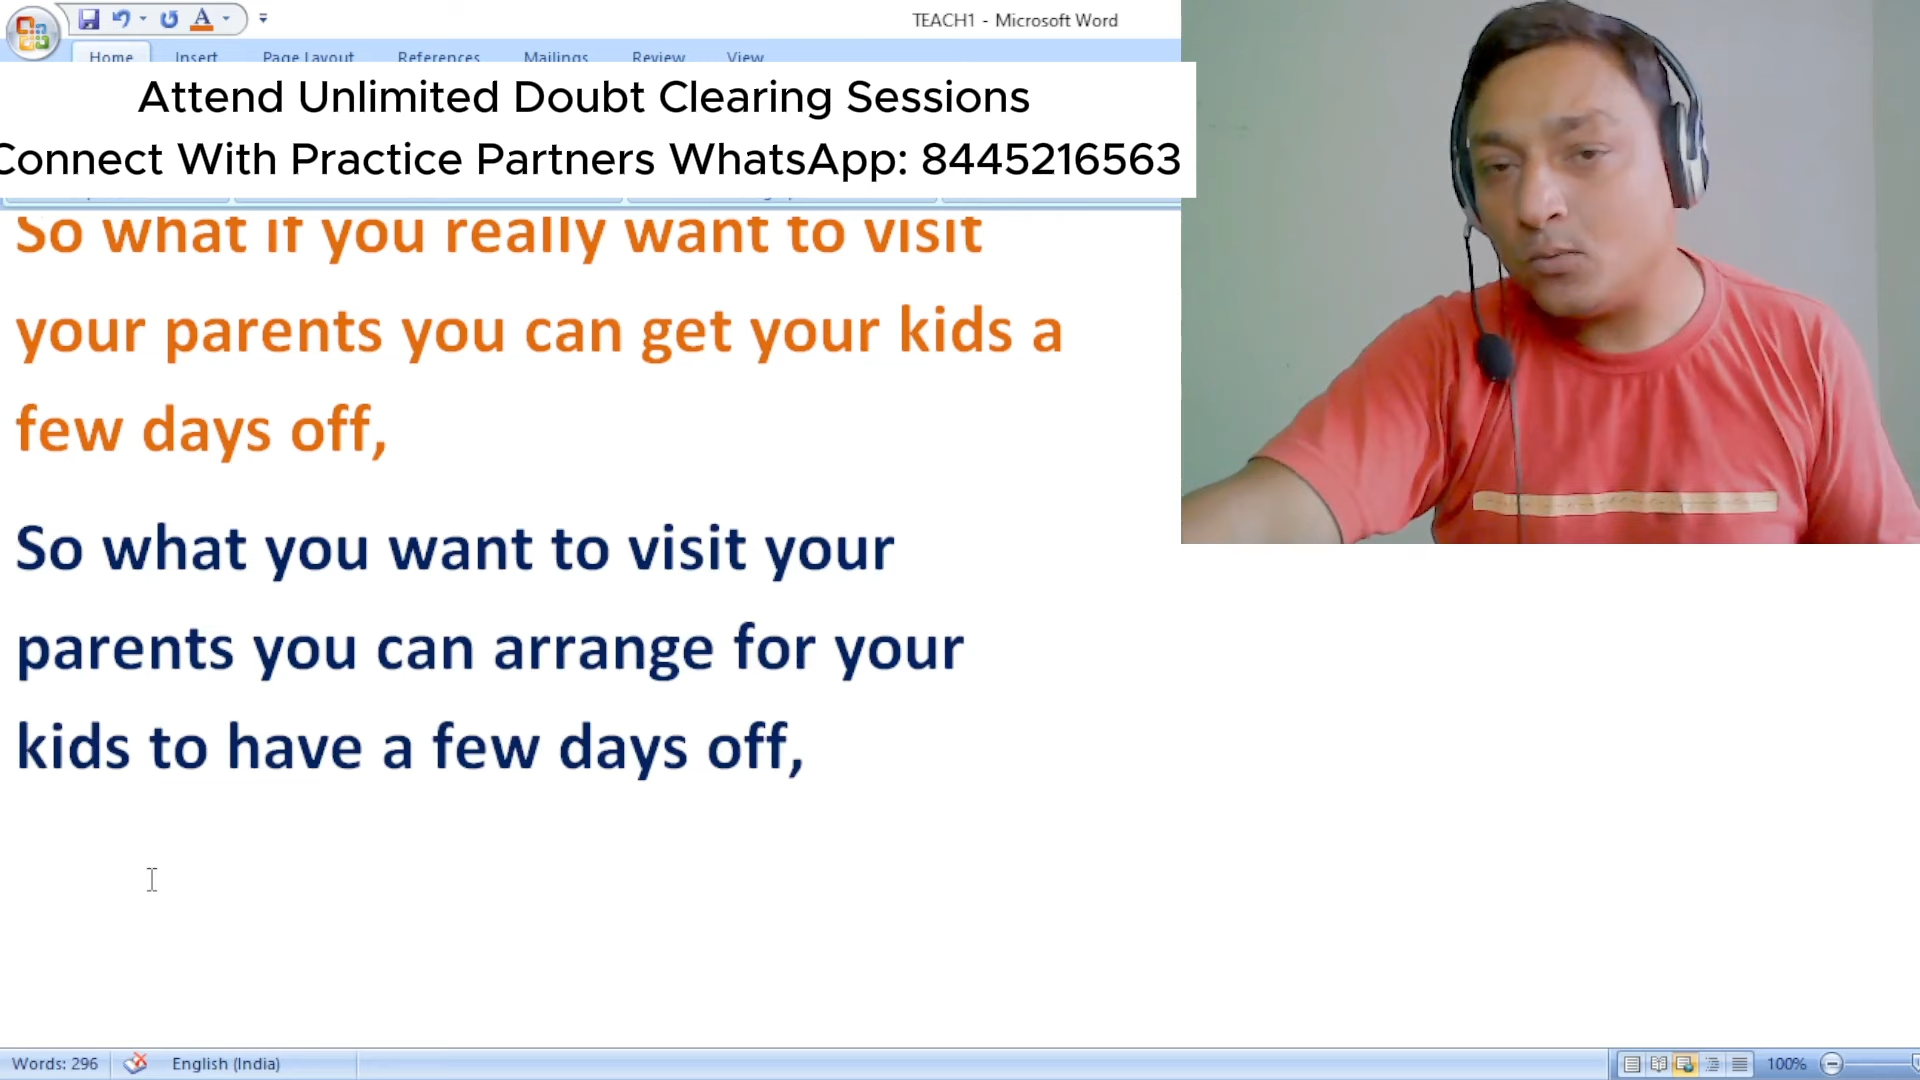 TEACH1 - Microsoft Word
Home Insert Page Layout References Mailings Review View
Attend Unlimited Doubt Clearing Sessions
Connect With Practice Partners WhatsApp: 8445216563
So what if you really want to visit
your parents you can get your kids a
few days off,
So what you want to visit your
parents you can arrange for your
kids to have a few days off,
Words: 296 English (India) 100%